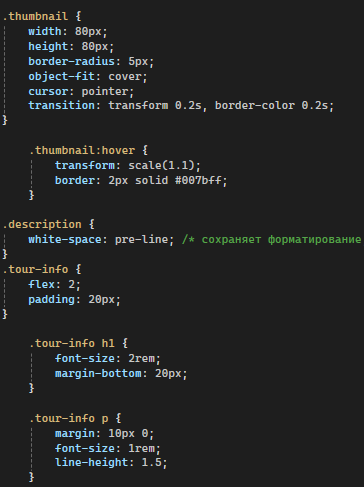 .thumbnail {
    width: 80px;
    height: 80px;
    border-radius: 5px;
    object-fit: cover;
    cursor: pointer;
    transition: transform 0.2s, border-color 0.2s;
}

    .thumbnail:hover {
        transform: scale(1.1);
        border: 2px solid #007bff;
    }

.description {
    white-space: pre-line; /* сохраняет форматирование
}
.tour-info {
    flex: 2;
    padding: 20px;
}

    .tour-info h1 {
        font-size: 2rem;
        margin-bottom: 20px;
    }

    .tour-info p {
        margin: 10px 0;
        font-size: 1rem;
        line-height: 1.5;
    }